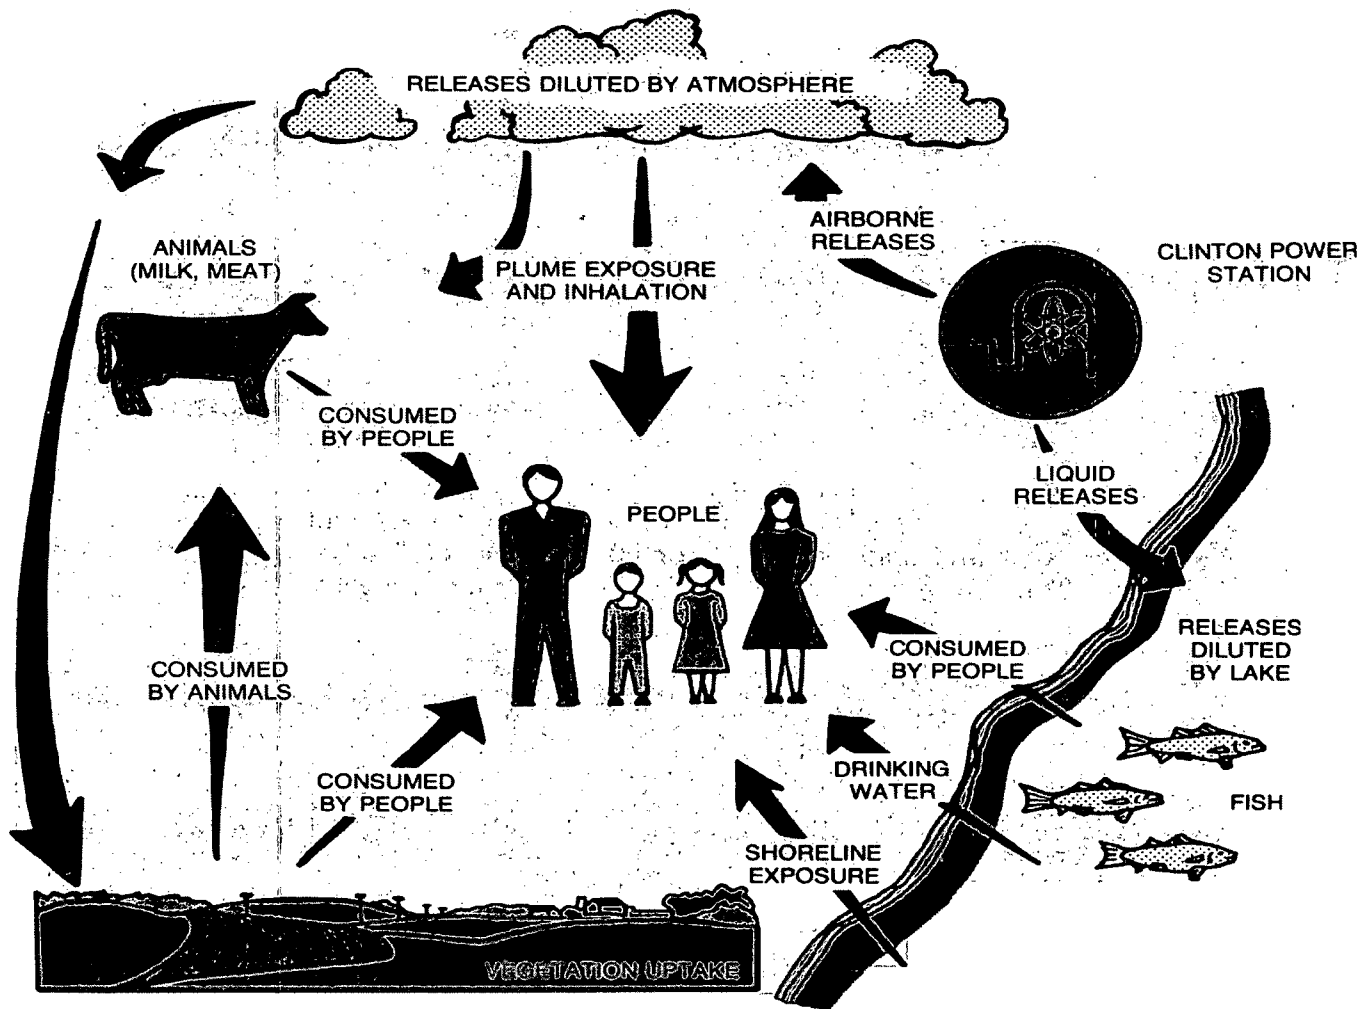 RELEASES DILUTED BY ATMOSPHERE
AIRBORNE
RELEASES
CLINTON POWER
STATION
ANIMALS
(MILK, MEAT)
PLUME EXPOSURE
AND INHALATION
CONSUMED
BY PEOPLE
LIQUID
RELEASES
PEOPLE
RELEASES
DILUTED
BY LAKE
CONSUMED
BY PEOPLE
CONSUMED
BY ANIMALS
DRINKING
WATER
CONSUMED
BY PEOPLE
FISH
SHORELINE
EXPOSURE
VEGETATION UPTAKE